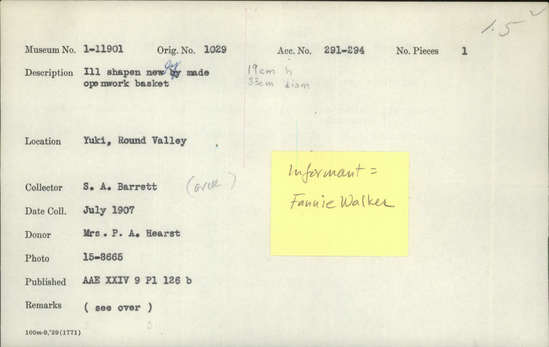 1.5
Museum No. 1-11901 Orig. No. 1029 Acc. No. 291-294 No. Pieces 1
Description Ill shapen newly made 19cm h
openwork basket 33cm diam
Location Yuki, Round Valley
Informant =
Fannie Walker
Collector S. A. Barrett (over)
Date Coll. July 1907
Donor Mrs. P. A. Hearst
Photo 15-8665
Published AAE XXIV 9 Pl 126 b
Remarks ( see over )
100m-9,'29(1771)